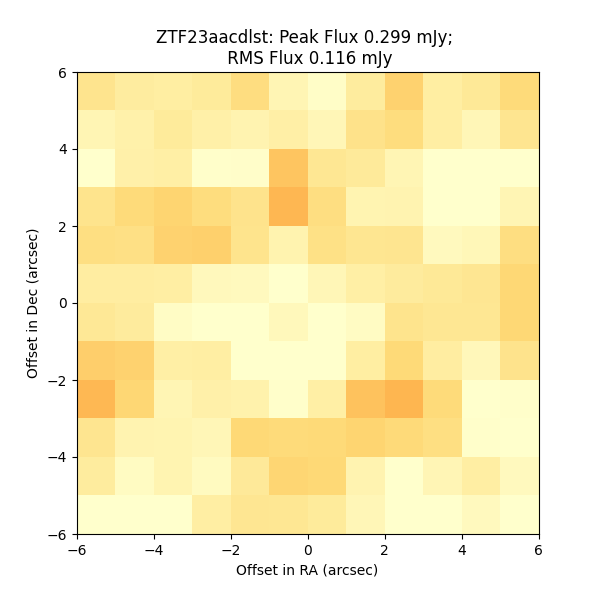 ZTF23aacdlst: Peak Flux 0.299 mJy;
RMS Flux 0.116 mJy
6
4
2
0
−2
−4
−6
Offset in Dec (arcsec)
−6 −4 −2 0 2 4 6
Offset in RA (arcsec)